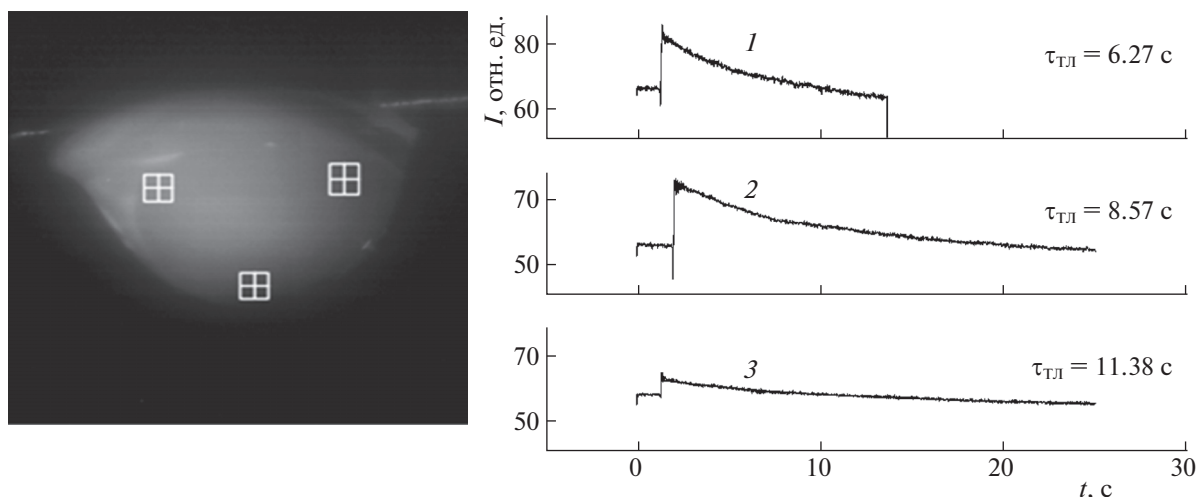 I, отн. ед.
80
60
1
τТЛ = 6.27 с
70
50
2
τТЛ = 8.57 с
70
50
3
τТЛ = 11.38 с
0 10 20 30
t, с